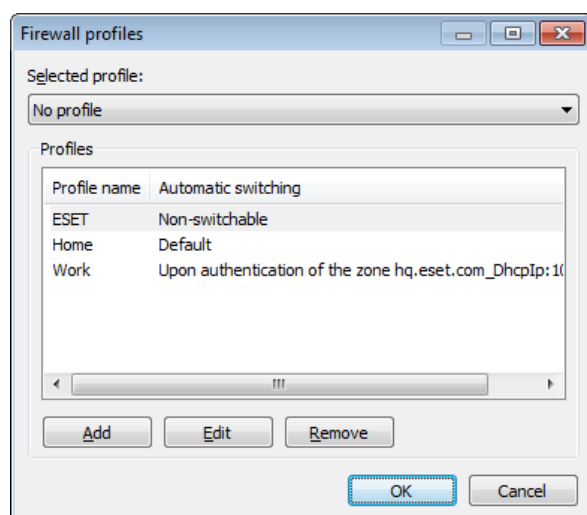 Firewall profiles
Selected profile:
No profile
Profiles
Profile name Automatic switching
ESET Non-switchable
Home Default
Work Upon authentication of the zone hq.eset.com_DhcpIp:10
Add Edit Remove
OK Cancel